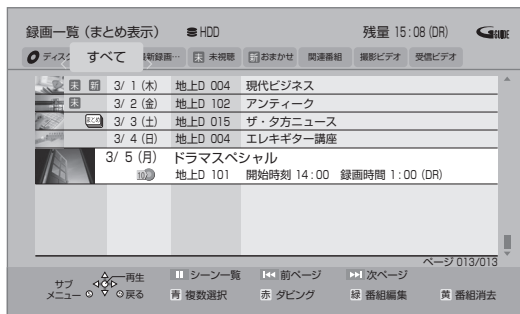 録画一覧（まとめ表示） HDD 残量 15:08 (DR) G-GUIDE
ディスク すべて 最新録画… 未 未視聴 新 おまかせ 関連番組 撮影ビデオ 受信ビデオ
未 新 3/ 1 (木) 地上D 004 現代ビジネス
未 3/ 2 (金) 地上D 102 アンティーク
まとめ 3/ 3 (土) 地上D 015 ザ・夕方ニュース
3/ 4 (日) 地上D 004 エレキギター講座
3/ 5 (月) ドラマスペシャル
地上D 101 開始時刻 14:00 録画時間 1:00 (DR)
ページ 013/013
サブメニュー 再生 戻る シーン一覧 前ページ 次ページ
青 複数選択 赤 ダビング 緑 番組編集 黄 番組消去